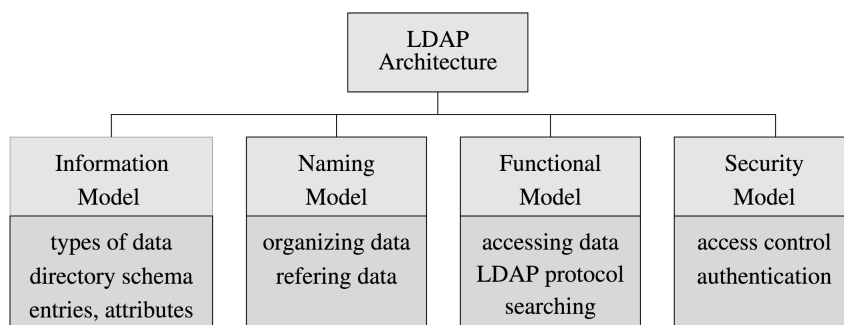 LDAP
Architecture
Information
Model
types of data
directory schema
entries, attributes
Naming
Model
organizing data
refering data
Functional
Model
accessing data
LDAP protocol
searching
Security
Model
access control
authentication